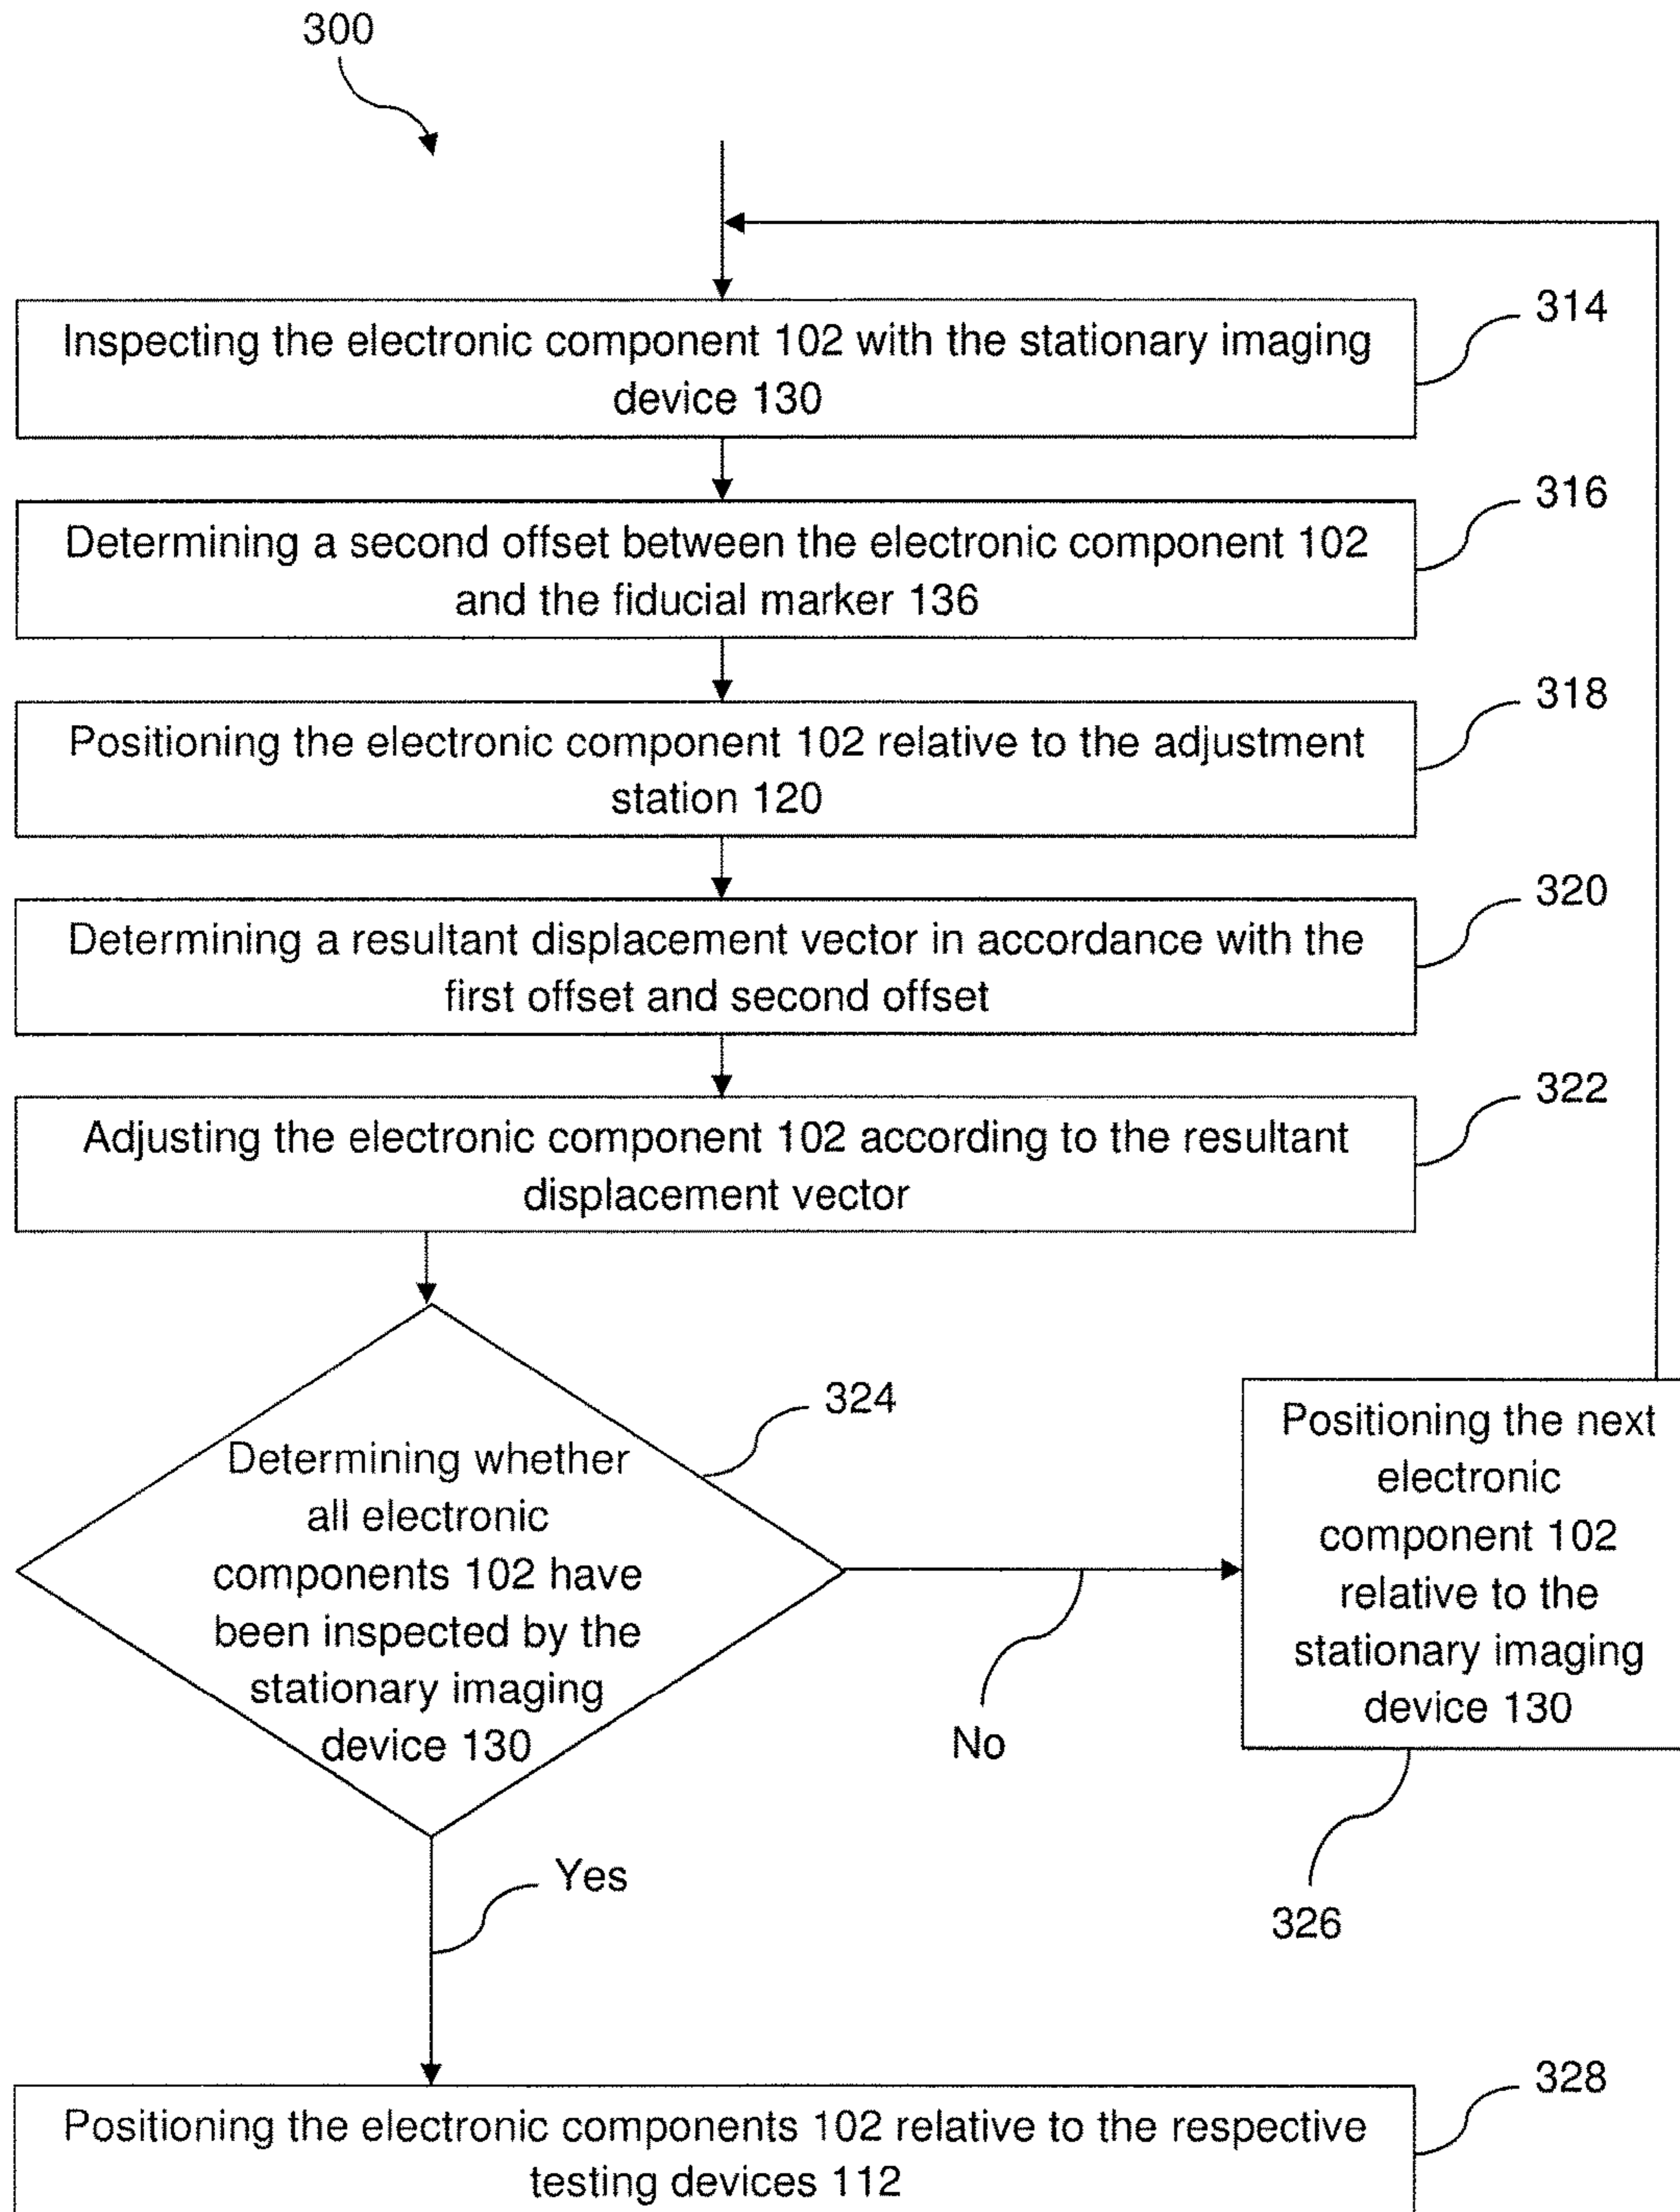 300
Inspecting the electronic component 102 with the stationary imaging
device 130
314
Determining a second offset between the electronic component 102
and the fiducial marker 136
316
Positioning the electronic component 102 relative to the adjustment
station 120
318
Determining a resultant displacement vector in accordance with the
first offset and second offset
320
Adjusting the electronic component 102 according to the resultant
displacement vector
322
Determining whether
all electronic
components 102 have
been inspected by the
stationary imaging
device 130
324
No
Positioning the next
electronic
component 102
relative to the
stationary imaging
device 130
326
Yes
Positioning the electronic components 102 relative to the respective
testing devices 112
328